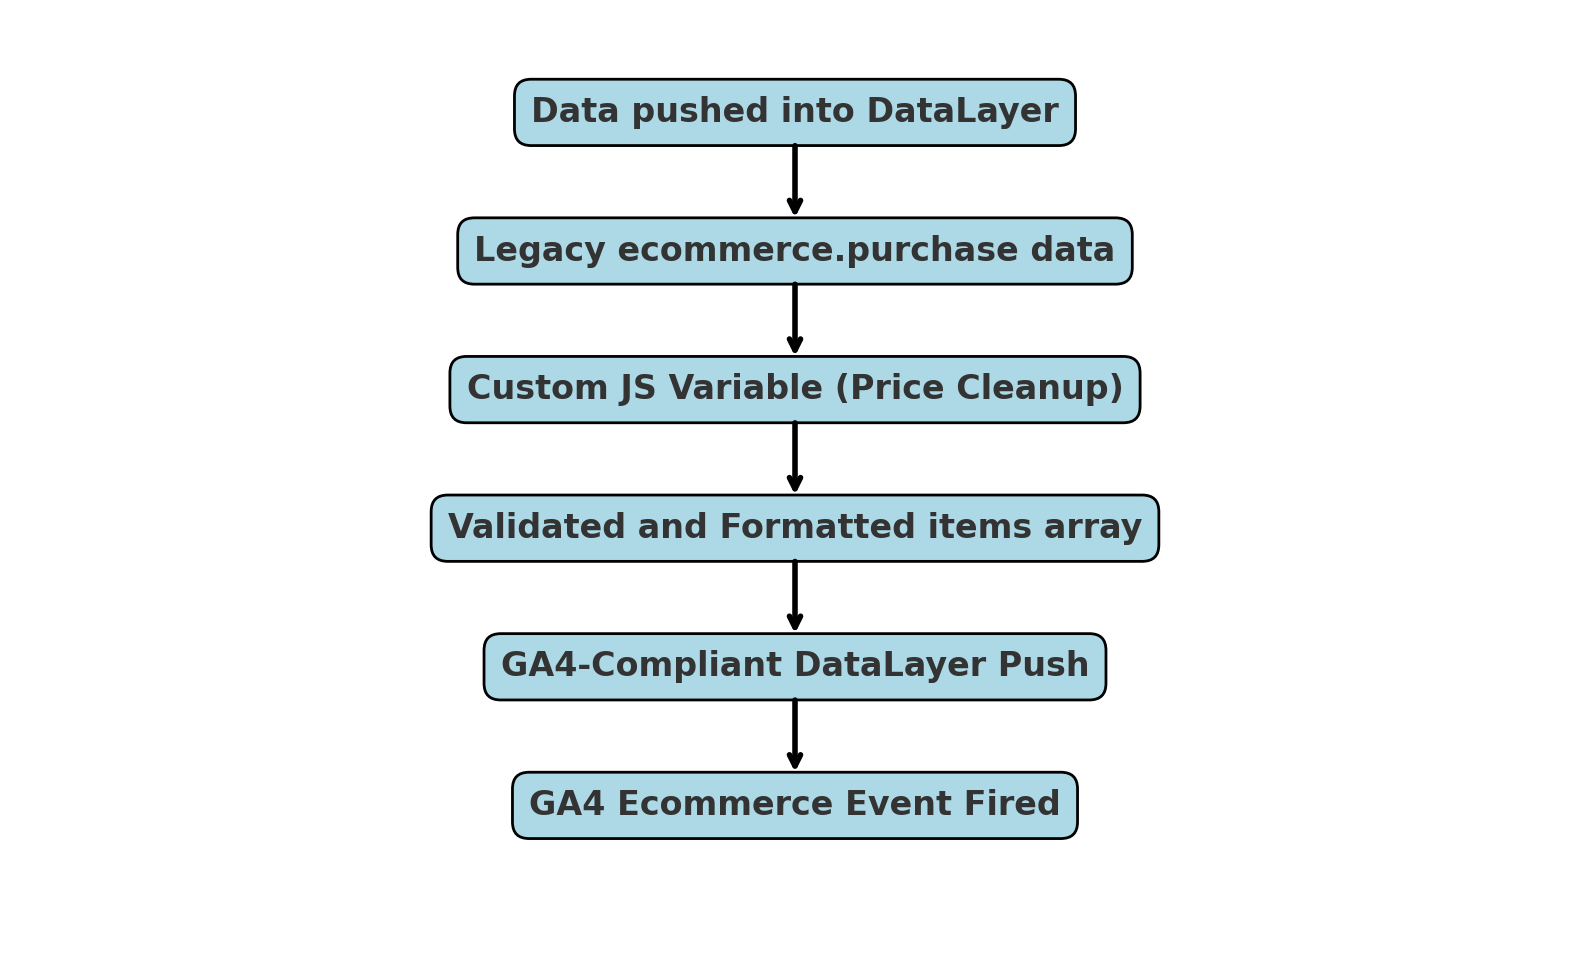 Data pushed into DataLayer
Legacy ecommerce.purchase data
Custom JS Variable (Price Cleanup)
Validated and Formatted items array
GA4-Compliant DataLayer Push
GA4 Ecommerce Event Fired